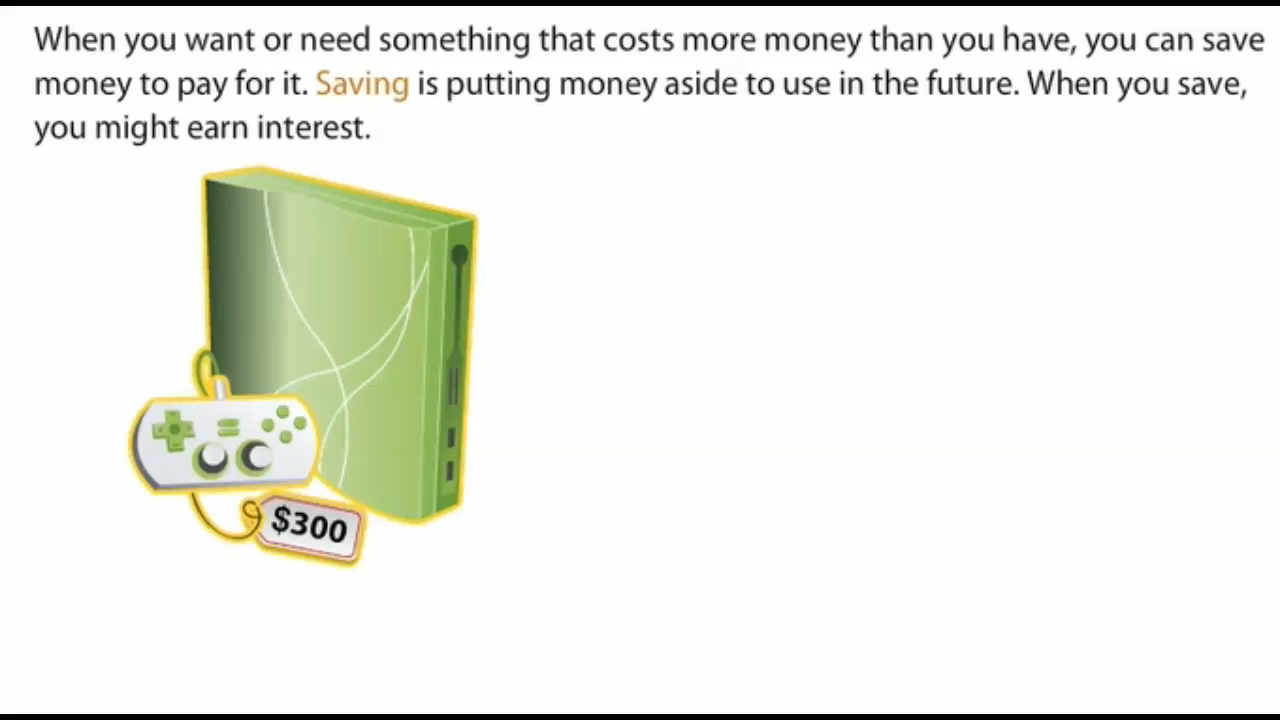 When you want or need something that costs more money than you have, you can save
money to pay for it. Saving is putting money aside to use in the future. When you save,
you might earn interest.
$300